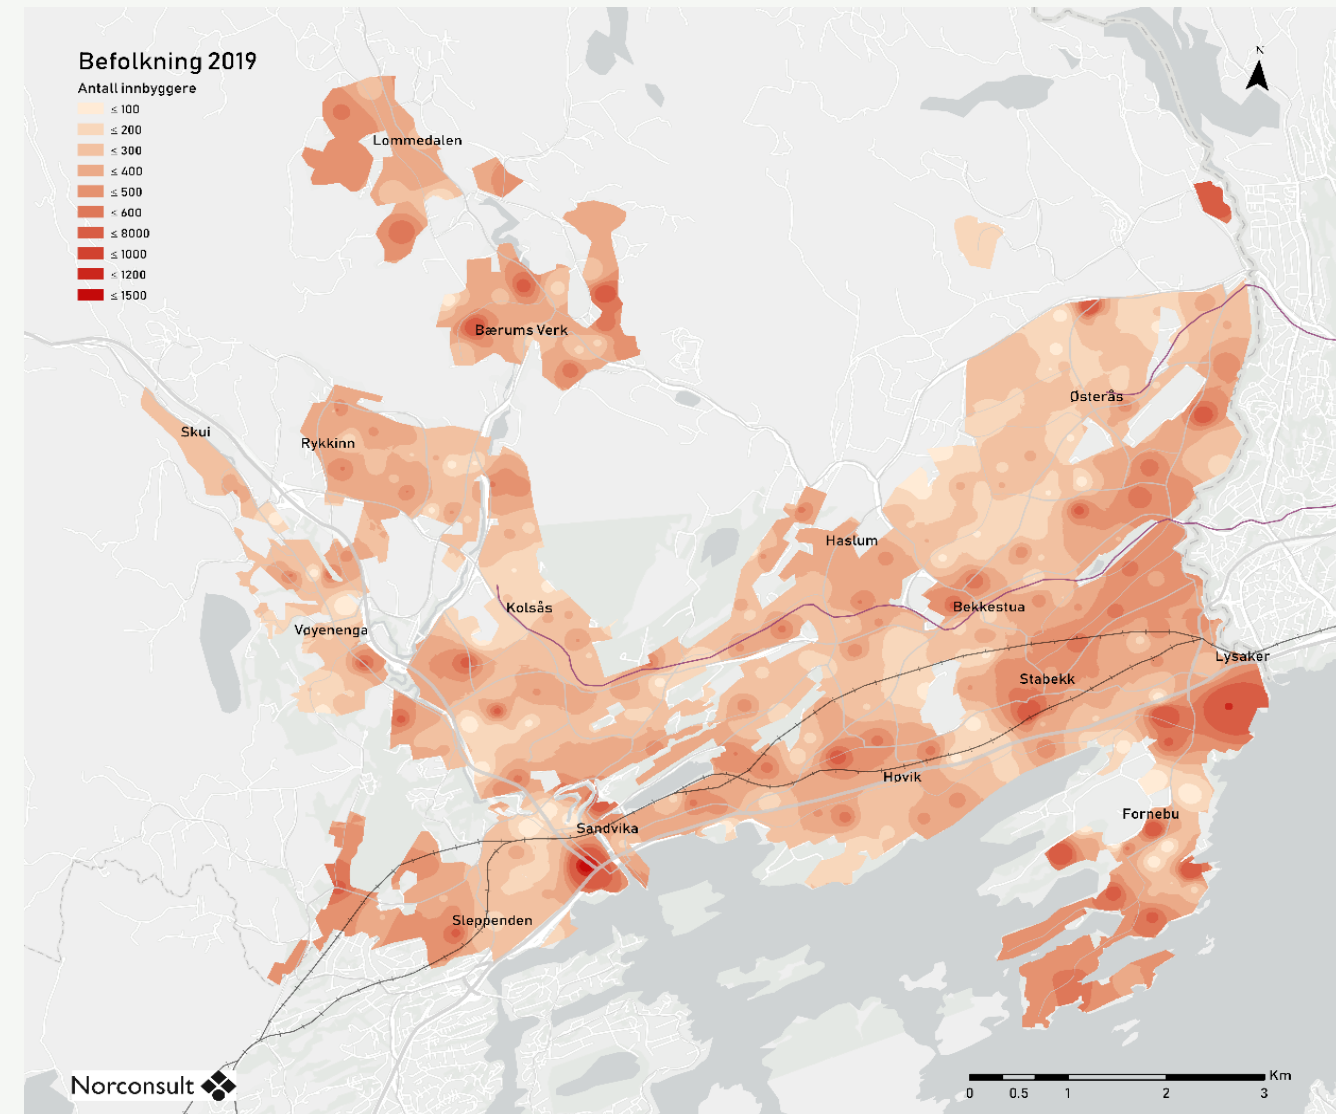 Befolkning 2019
Antall innbyggere
≤ 100
≤ 200
≤ 300
≤ 400
≤ 500
≤ 600
≤ 8000
≤ 1000
≤ 1200
≤ 1500
N
Lommedalen
Bærums Verk
Østerås
Skui
Rykkinn
Haslum
Kolsås
Bekkestua
Vøyenenga
Lysaker
Stabekk
Høvik
Fornebu
Sandvika
Sleppenden
Norconsult
Km
0 0.5 1 2 3